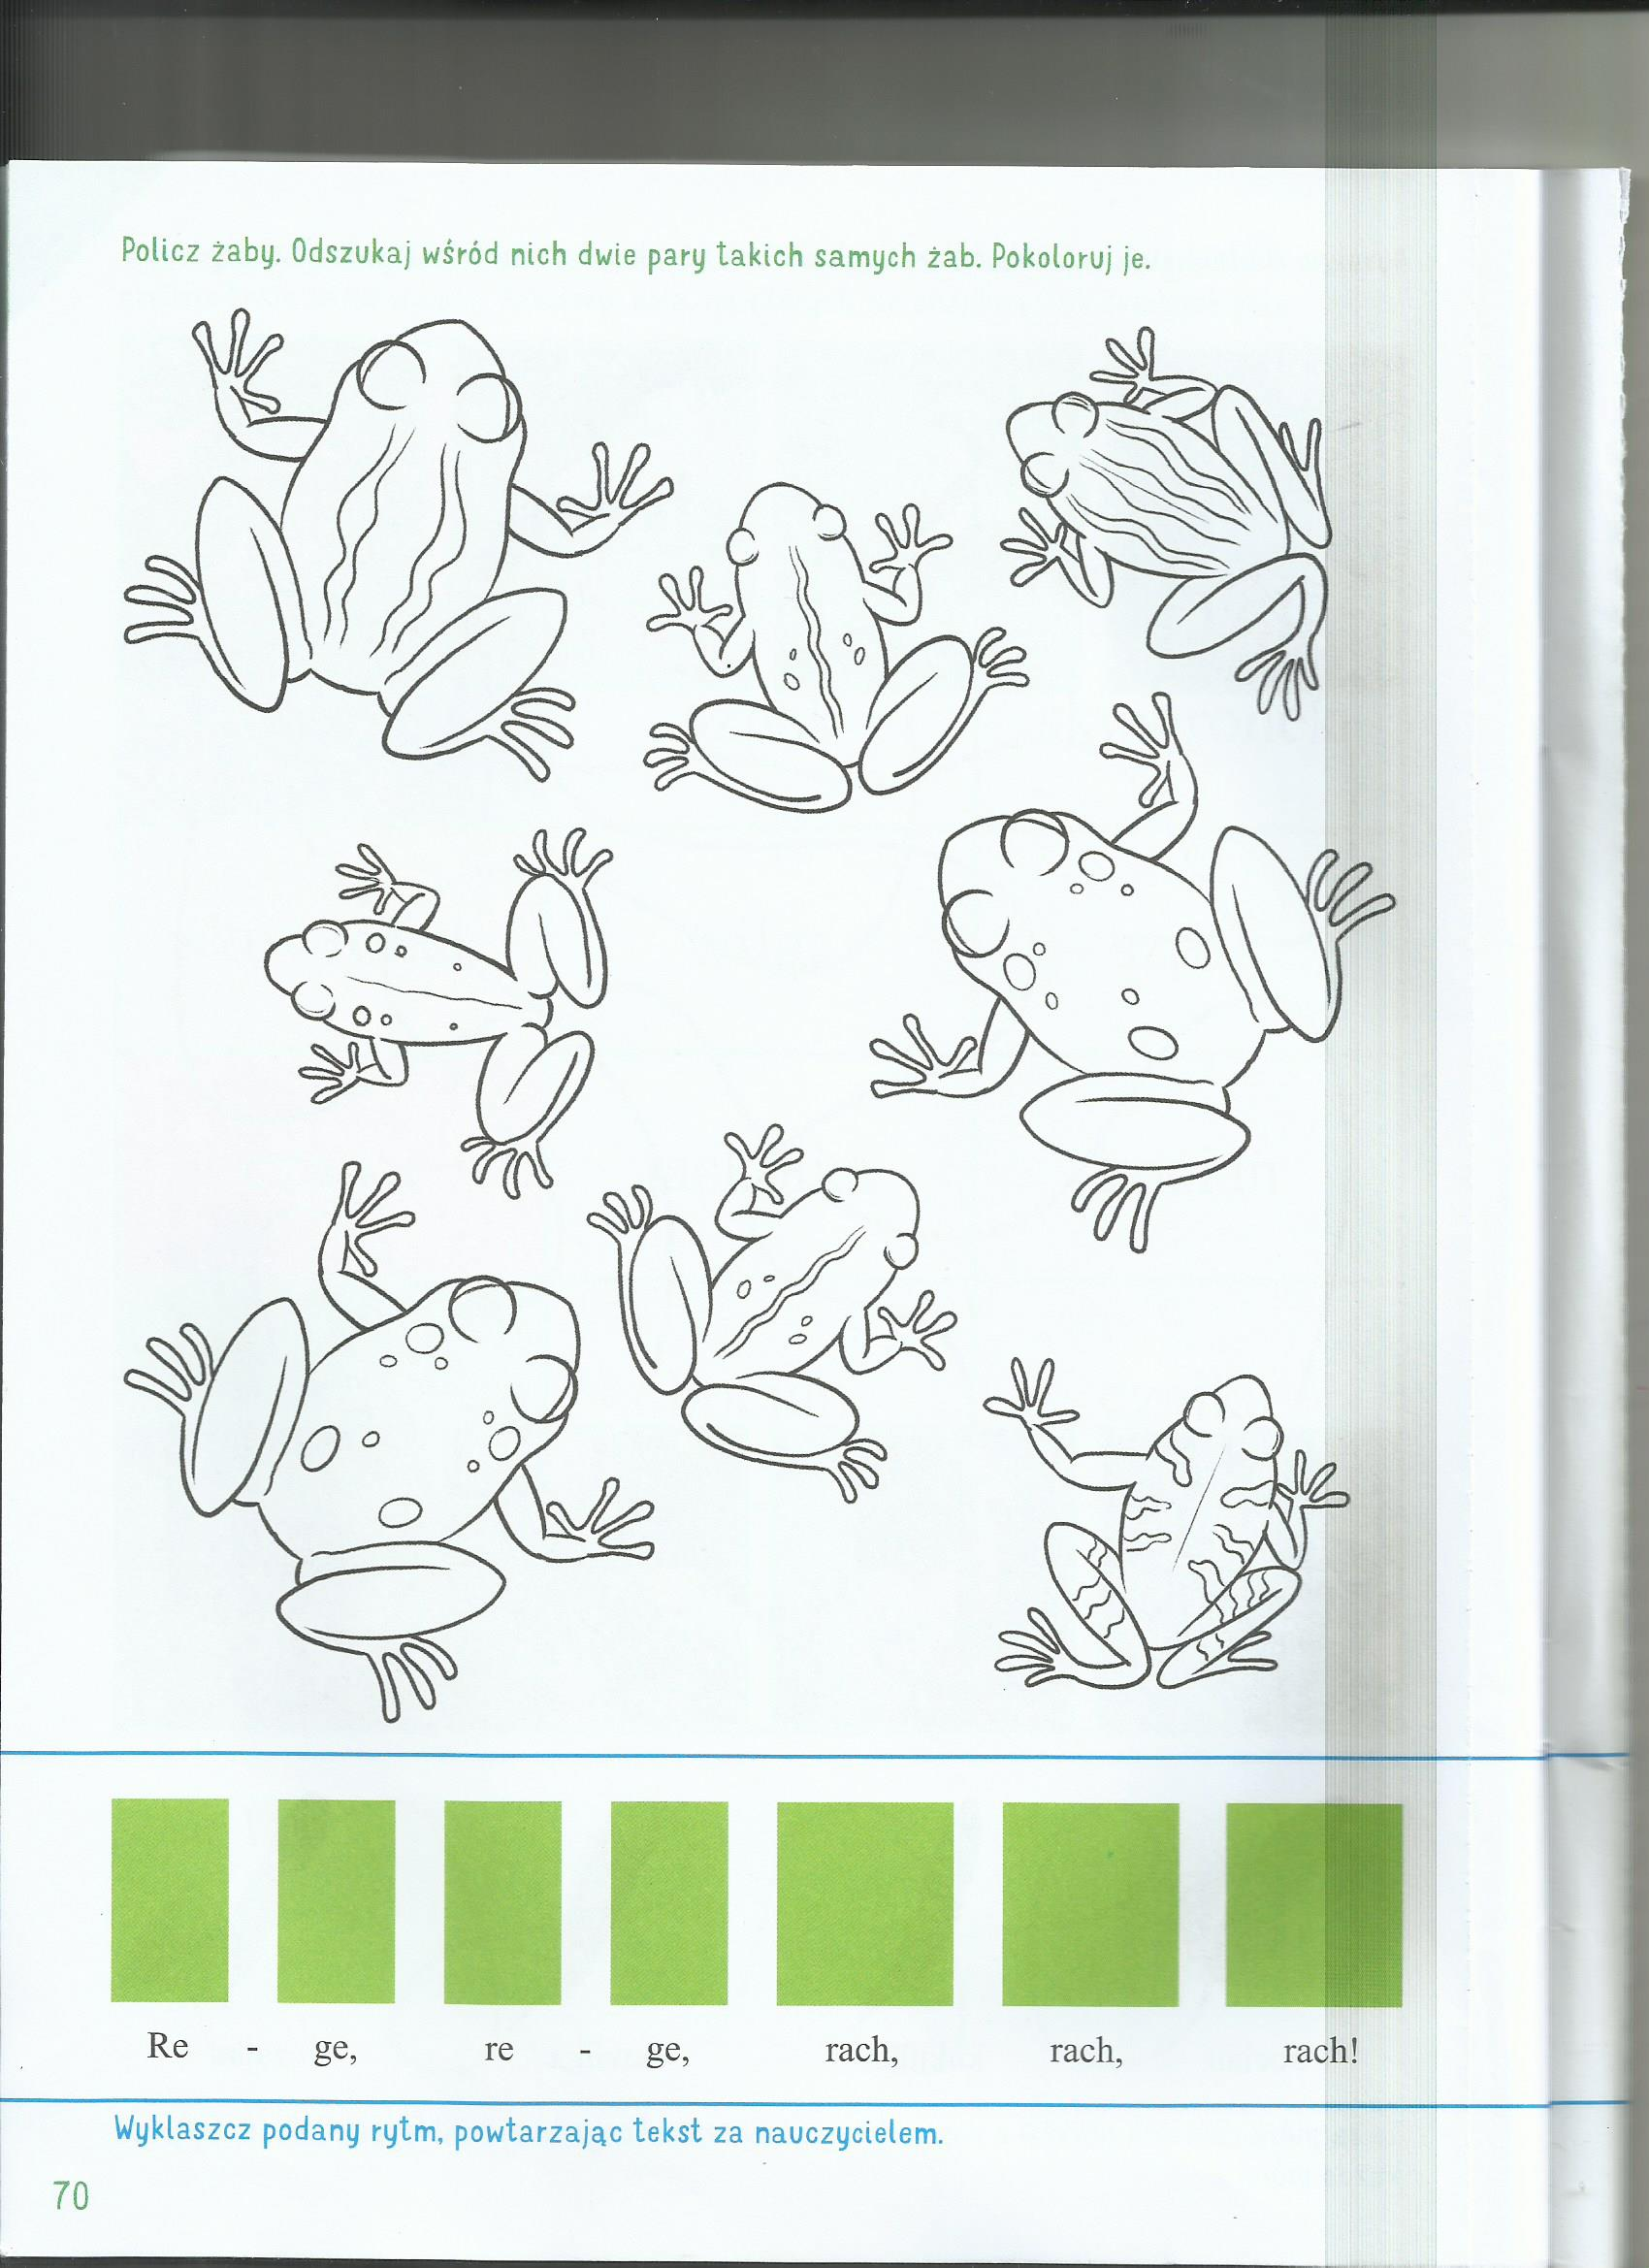 Policz żaby. Odszukaj wśród nich dwie pary takich samych żab. Pokoloruj je.
Re - ge, re - ge, rach, rach, rach!
Wyklaszcz podany rytm, powtarzając tekst za nauczycielem.
70